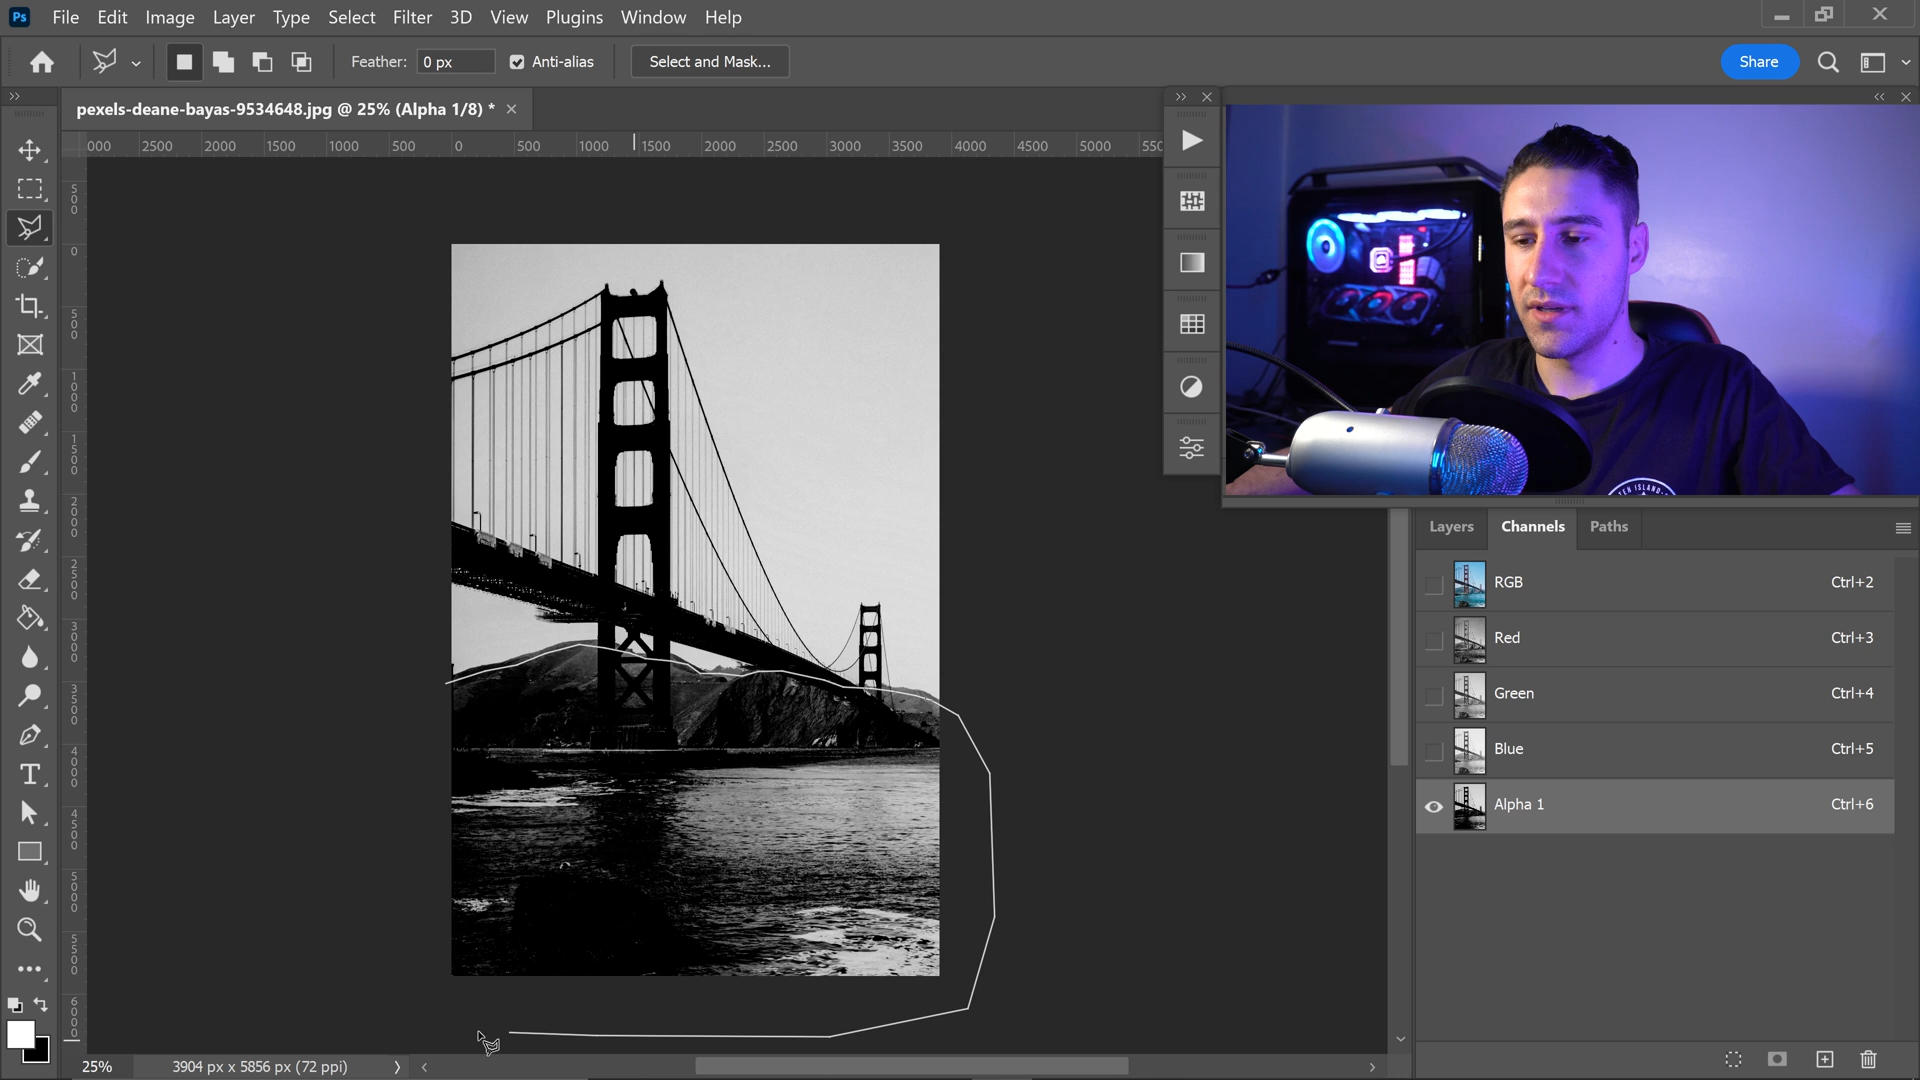 Ps File Edit Image Layer Type Select Filter 3D View Plugins Window Help
Feather: 0 px Anti-alias Select and Mask... Share
pexels-deane-bayas-9534648.jpg @ 25% (Alpha 1/8) *
000 2500 2000 1500 1000 500 0 500 1000 1500 2000 2500 3000 3500 4000 4500 5000 550
500
0
500
1000
1500
2000
2500
3000
3500
4000
4500
5000
5500
6000
Layers Channels Paths
RGB Ctrl+2
Red Ctrl+3
Green Ctrl+4
Blue Ctrl+5
Alpha 1 Ctrl+6
25% 3904 px x 5856 px (72 ppi)